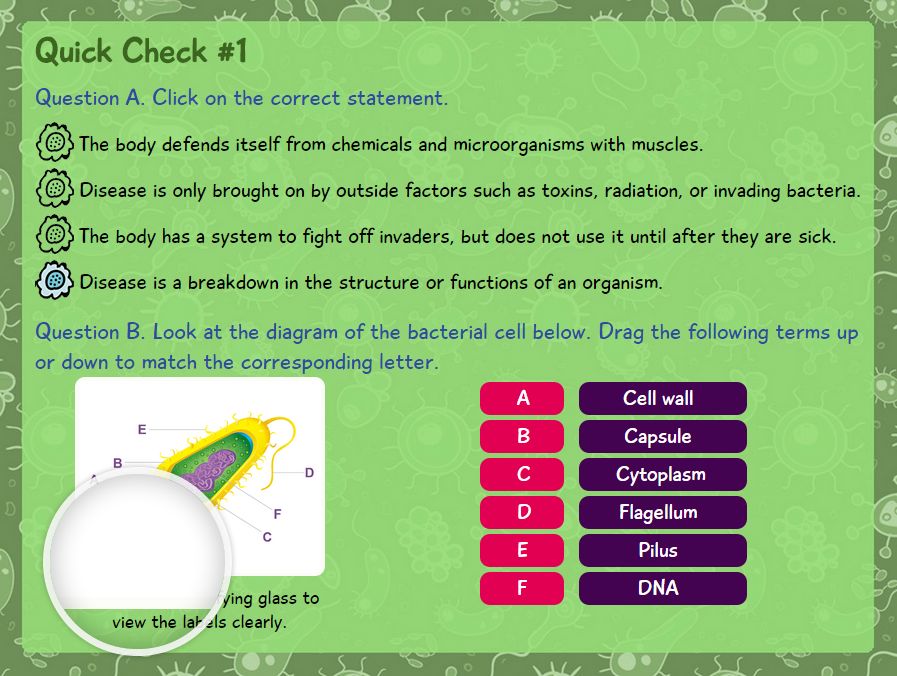 Quick Check #1
Question A. Click on the correct statement.
The body defends itself from chemicals and microorganisms with muscles.
Disease is only brought on by outside factors such as toxins, radiation, or invading bacteria.
The body has a system to fight off invaders, but does not use it until after they are sick.
Disease is a breakdown in the structure or functions of an organism.
Question B. Look at the diagram of the bacterial cell below. Drag the following terms up
or down to match the corresponding letter.
E
B
D
F
C
glass to
view the labels clearly.
A Cell wall
B Capsule
C Cytoplasm
D Flagellum
E Pilus
F DNA